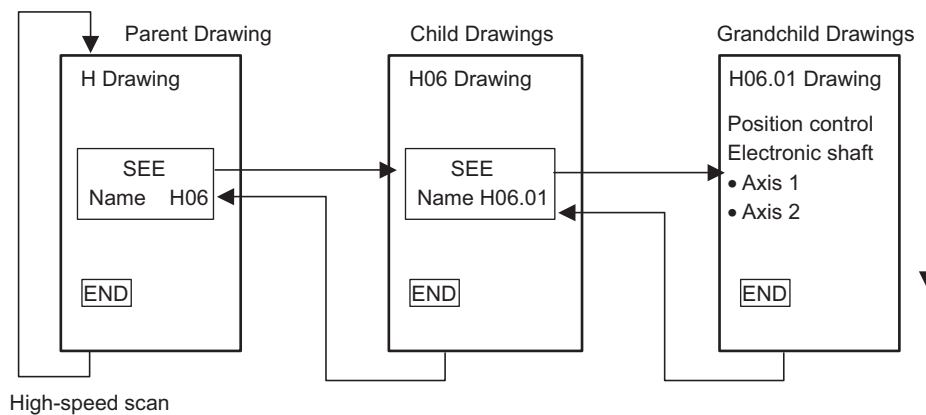 Parent Drawing
Child Drawings
Grandchild Drawings
H Drawing
SEE
Name H06
END
H06 Drawing
SEE
Name H06.01
END
H06.01 Drawing
Position control
Electronic shaft
• Axis 1
• Axis 2
END
High-speed scan